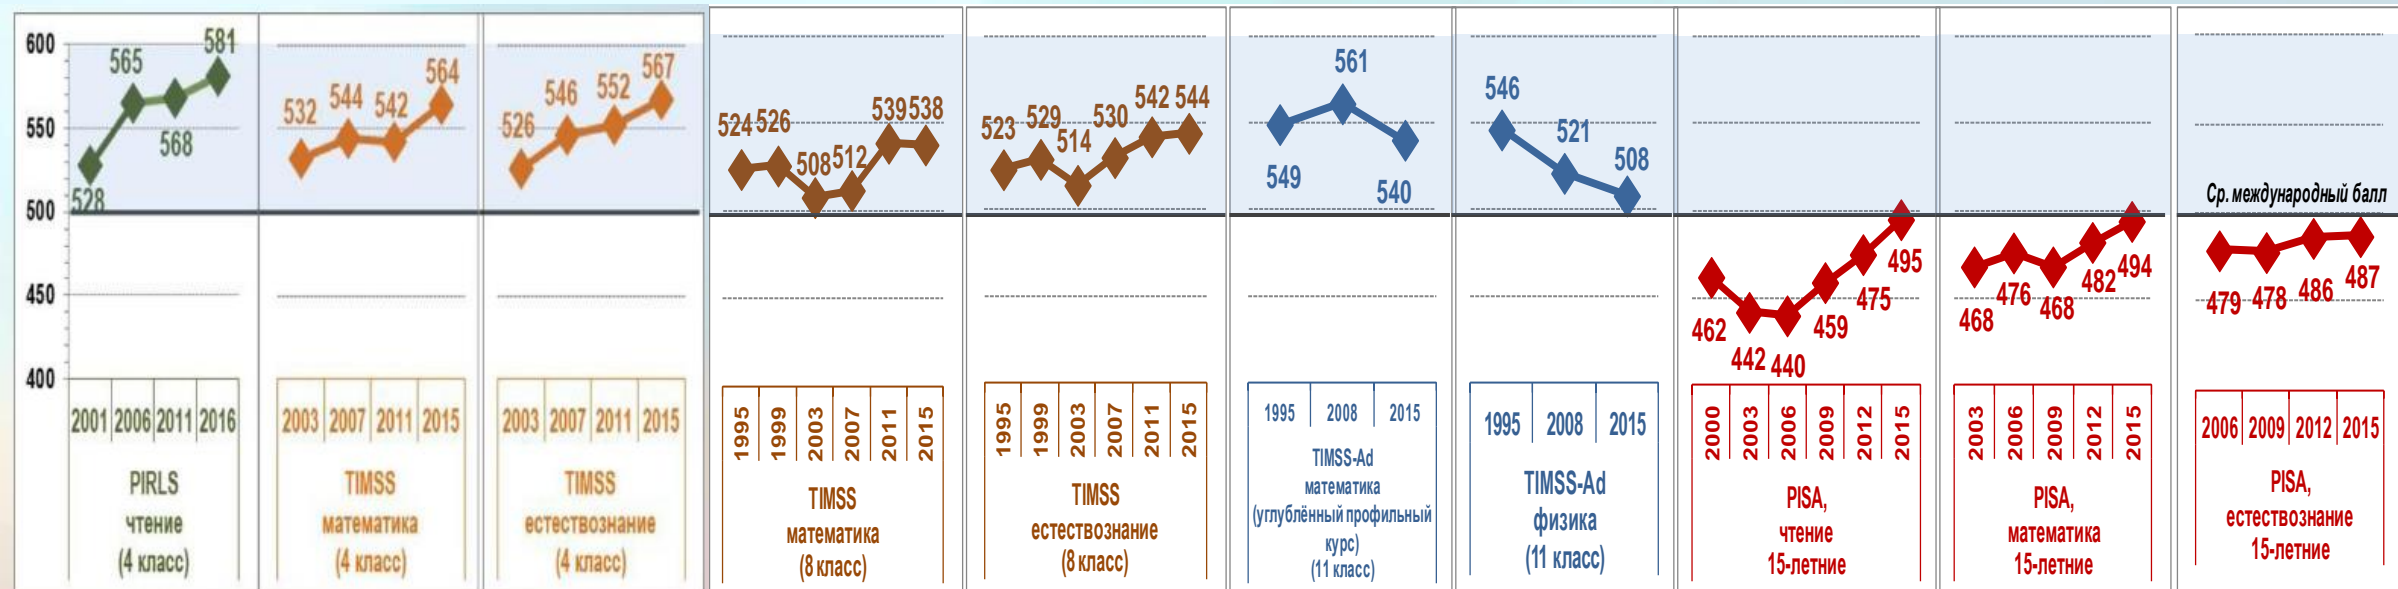 600
550
500
450
400
528
565
568
581
2001 2006 2011 2016
PIRLS
чтение
(4 класс)
532
544
542
564
2003 2007 2011 2015
TIMSS
математика
(4 класс)
526
546
552
567
2003 2007 2011 2015
TIMSS
естествознание
(4 класс)
524
526
508
512
539
538
1995 1999 2003 2007 2011 2015
TIMSS
математика
(8 класс)
523
529
514
530
542
544
1995 1999 2003 2007 2011 2015
TIMSS
естествознание
(8 класс)
549
561
540
1995 2008 2015
TIMSS-Ad
математика
(углублённый профильный
курс)
(11 класс)
546
521
508
1995 2008 2015
TIMSS-Ad
физика
(11 класс)
462
442
440
459
475
495
2000 2003 2006 2009 2012 2015
PISA,
чтение
15-летние
468
476
468
482
494
2003 2006 2009 2012 2015
PISA,
математика
15-летние
Ср. международный балл
479
478
486
487
2006 2009 2012 2015
PISA,
естествознание
15-летние